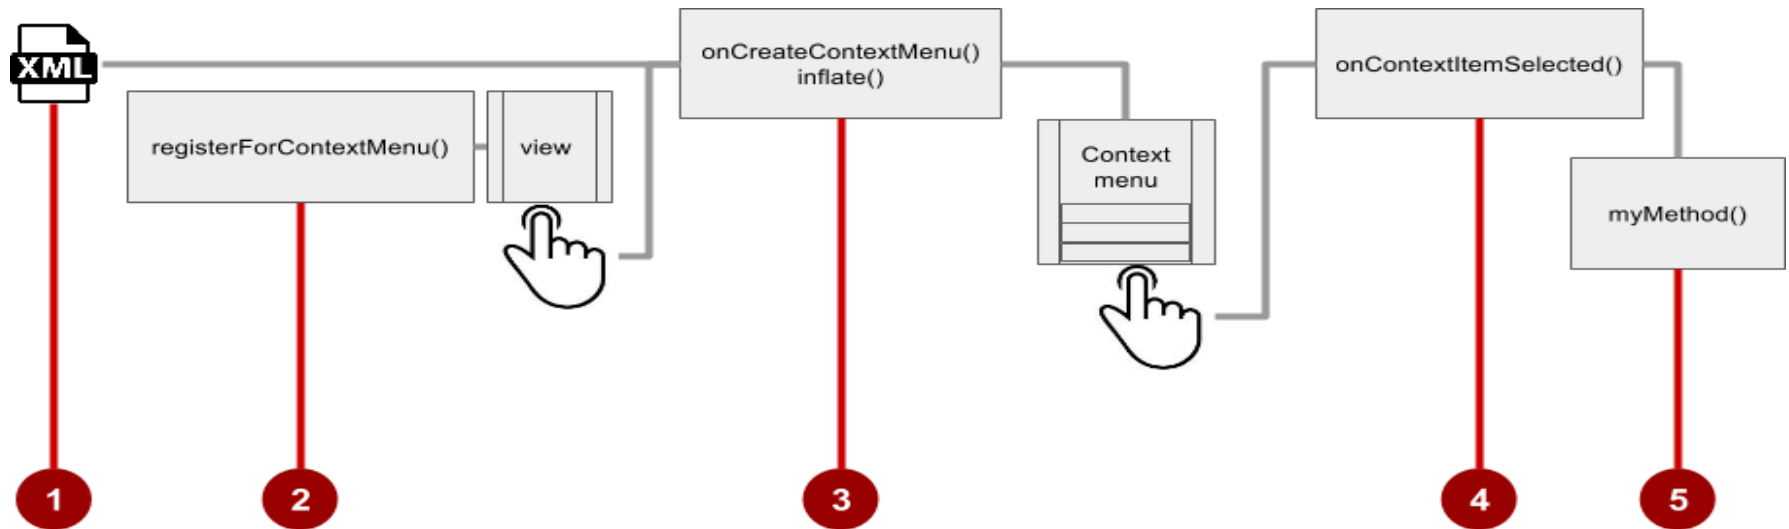 XML
registerForContextMenu()
view
onCreateContextMenu()
inflate()
Context
menu
onContextItemSelected()
myMethod()
1
2
3
4
5